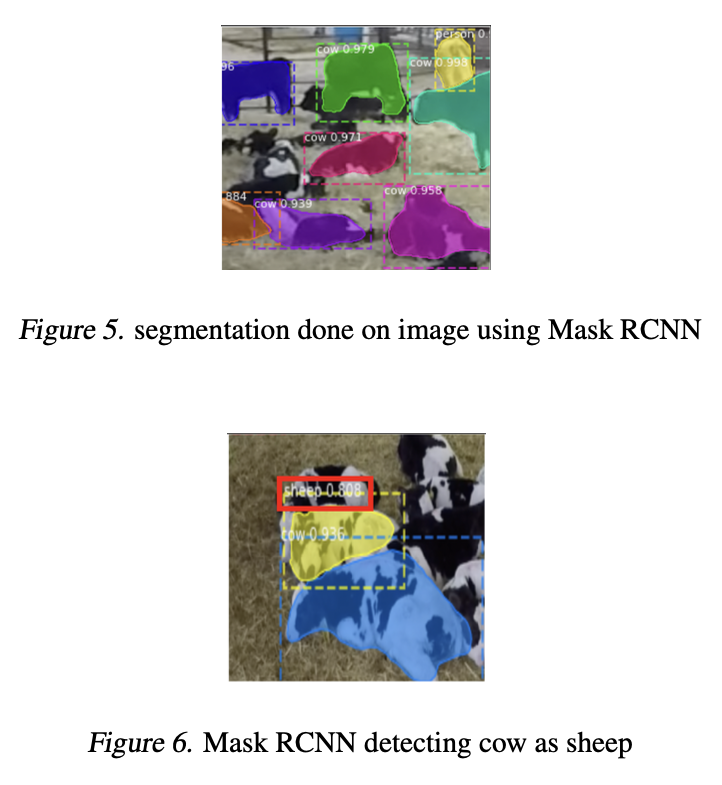 person 0.
cow 0.979
cow 0.998
96
cow 0.971
884
cow 0.939
cow 0.958
Figure 5. segmentation done on image using Mask RCNN
sheep 0.808
cow 0.936
Figure 6. Mask RCNN detecting cow as sheep